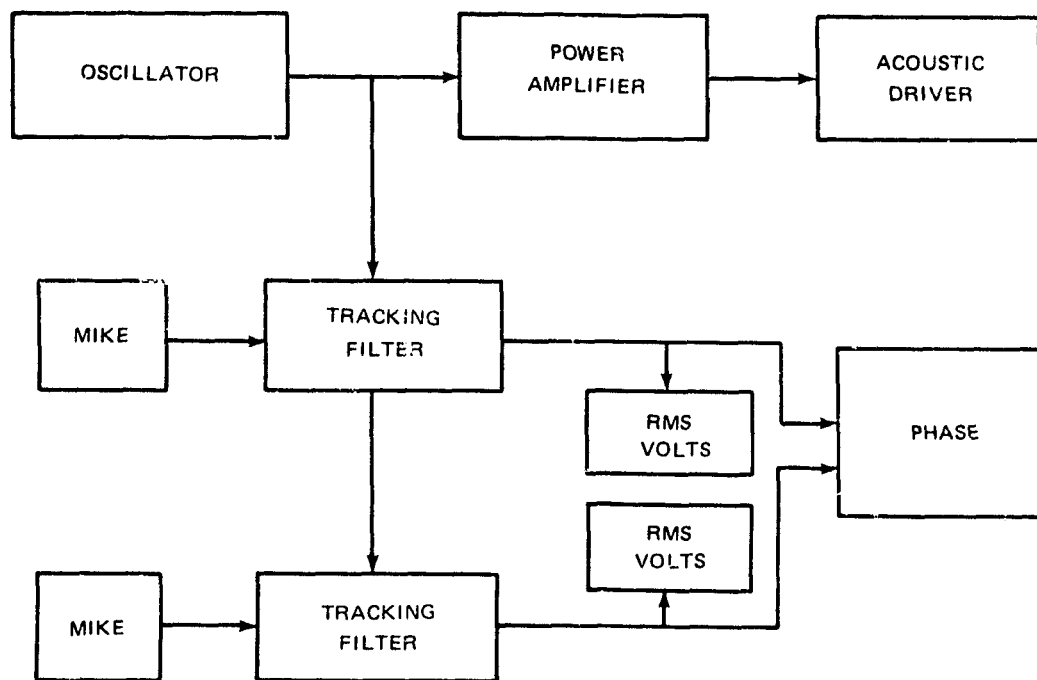 OSCILLATOR
POWER
AMPLIFIER
ACOUSTIC
DRIVER
MIKE
TRACKING
FILTER
RMS
VOLTS
PHASE
RMS
VOLTS
MIKE
TRACKING
FILTER